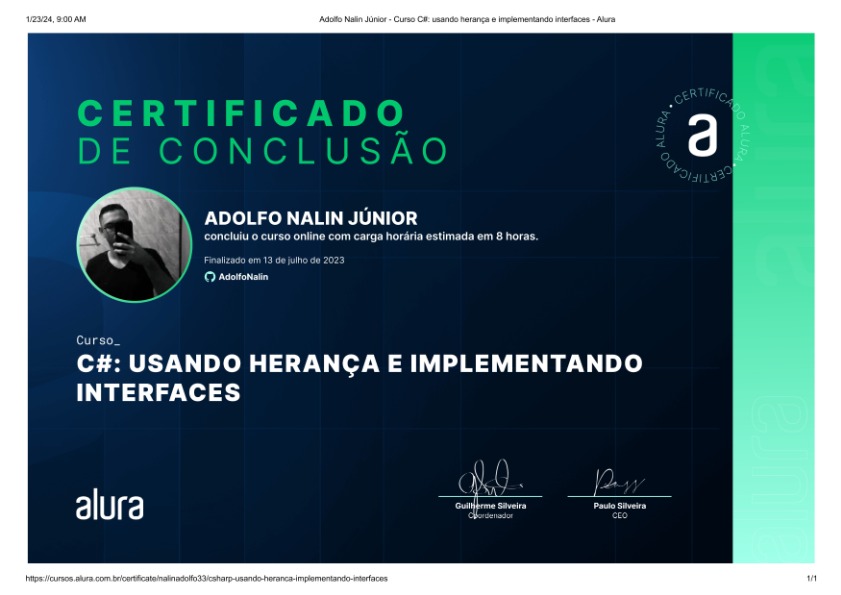 1/23/24, 9:00 AM
Adolfo Nalin Júnior - Curso C#: usando herança e implementando interfaces - Alura
CERTIFICADO
DE CONCLUSÃO
CERTIFICADO ALURA • CERTIFICADO ALURA •
a
ADOLFO NALIN JÚNIOR
concluiu o curso online com carga horária estimada em 8 horas.
Finalizado em 13 de julho de 2023
AdolfoNalin
Curso_
C#: USANDO HERANÇA E IMPLEMENTANDO
INTERFACES
alura
Guilherme Silveira
Coordenador
Paulo Silveira
CEO
alura
alura
alura
https://cursos.alura.com.br/certificate/nalinadolfo33/csharp-usando-heranca-implementando-interfaces
1/1